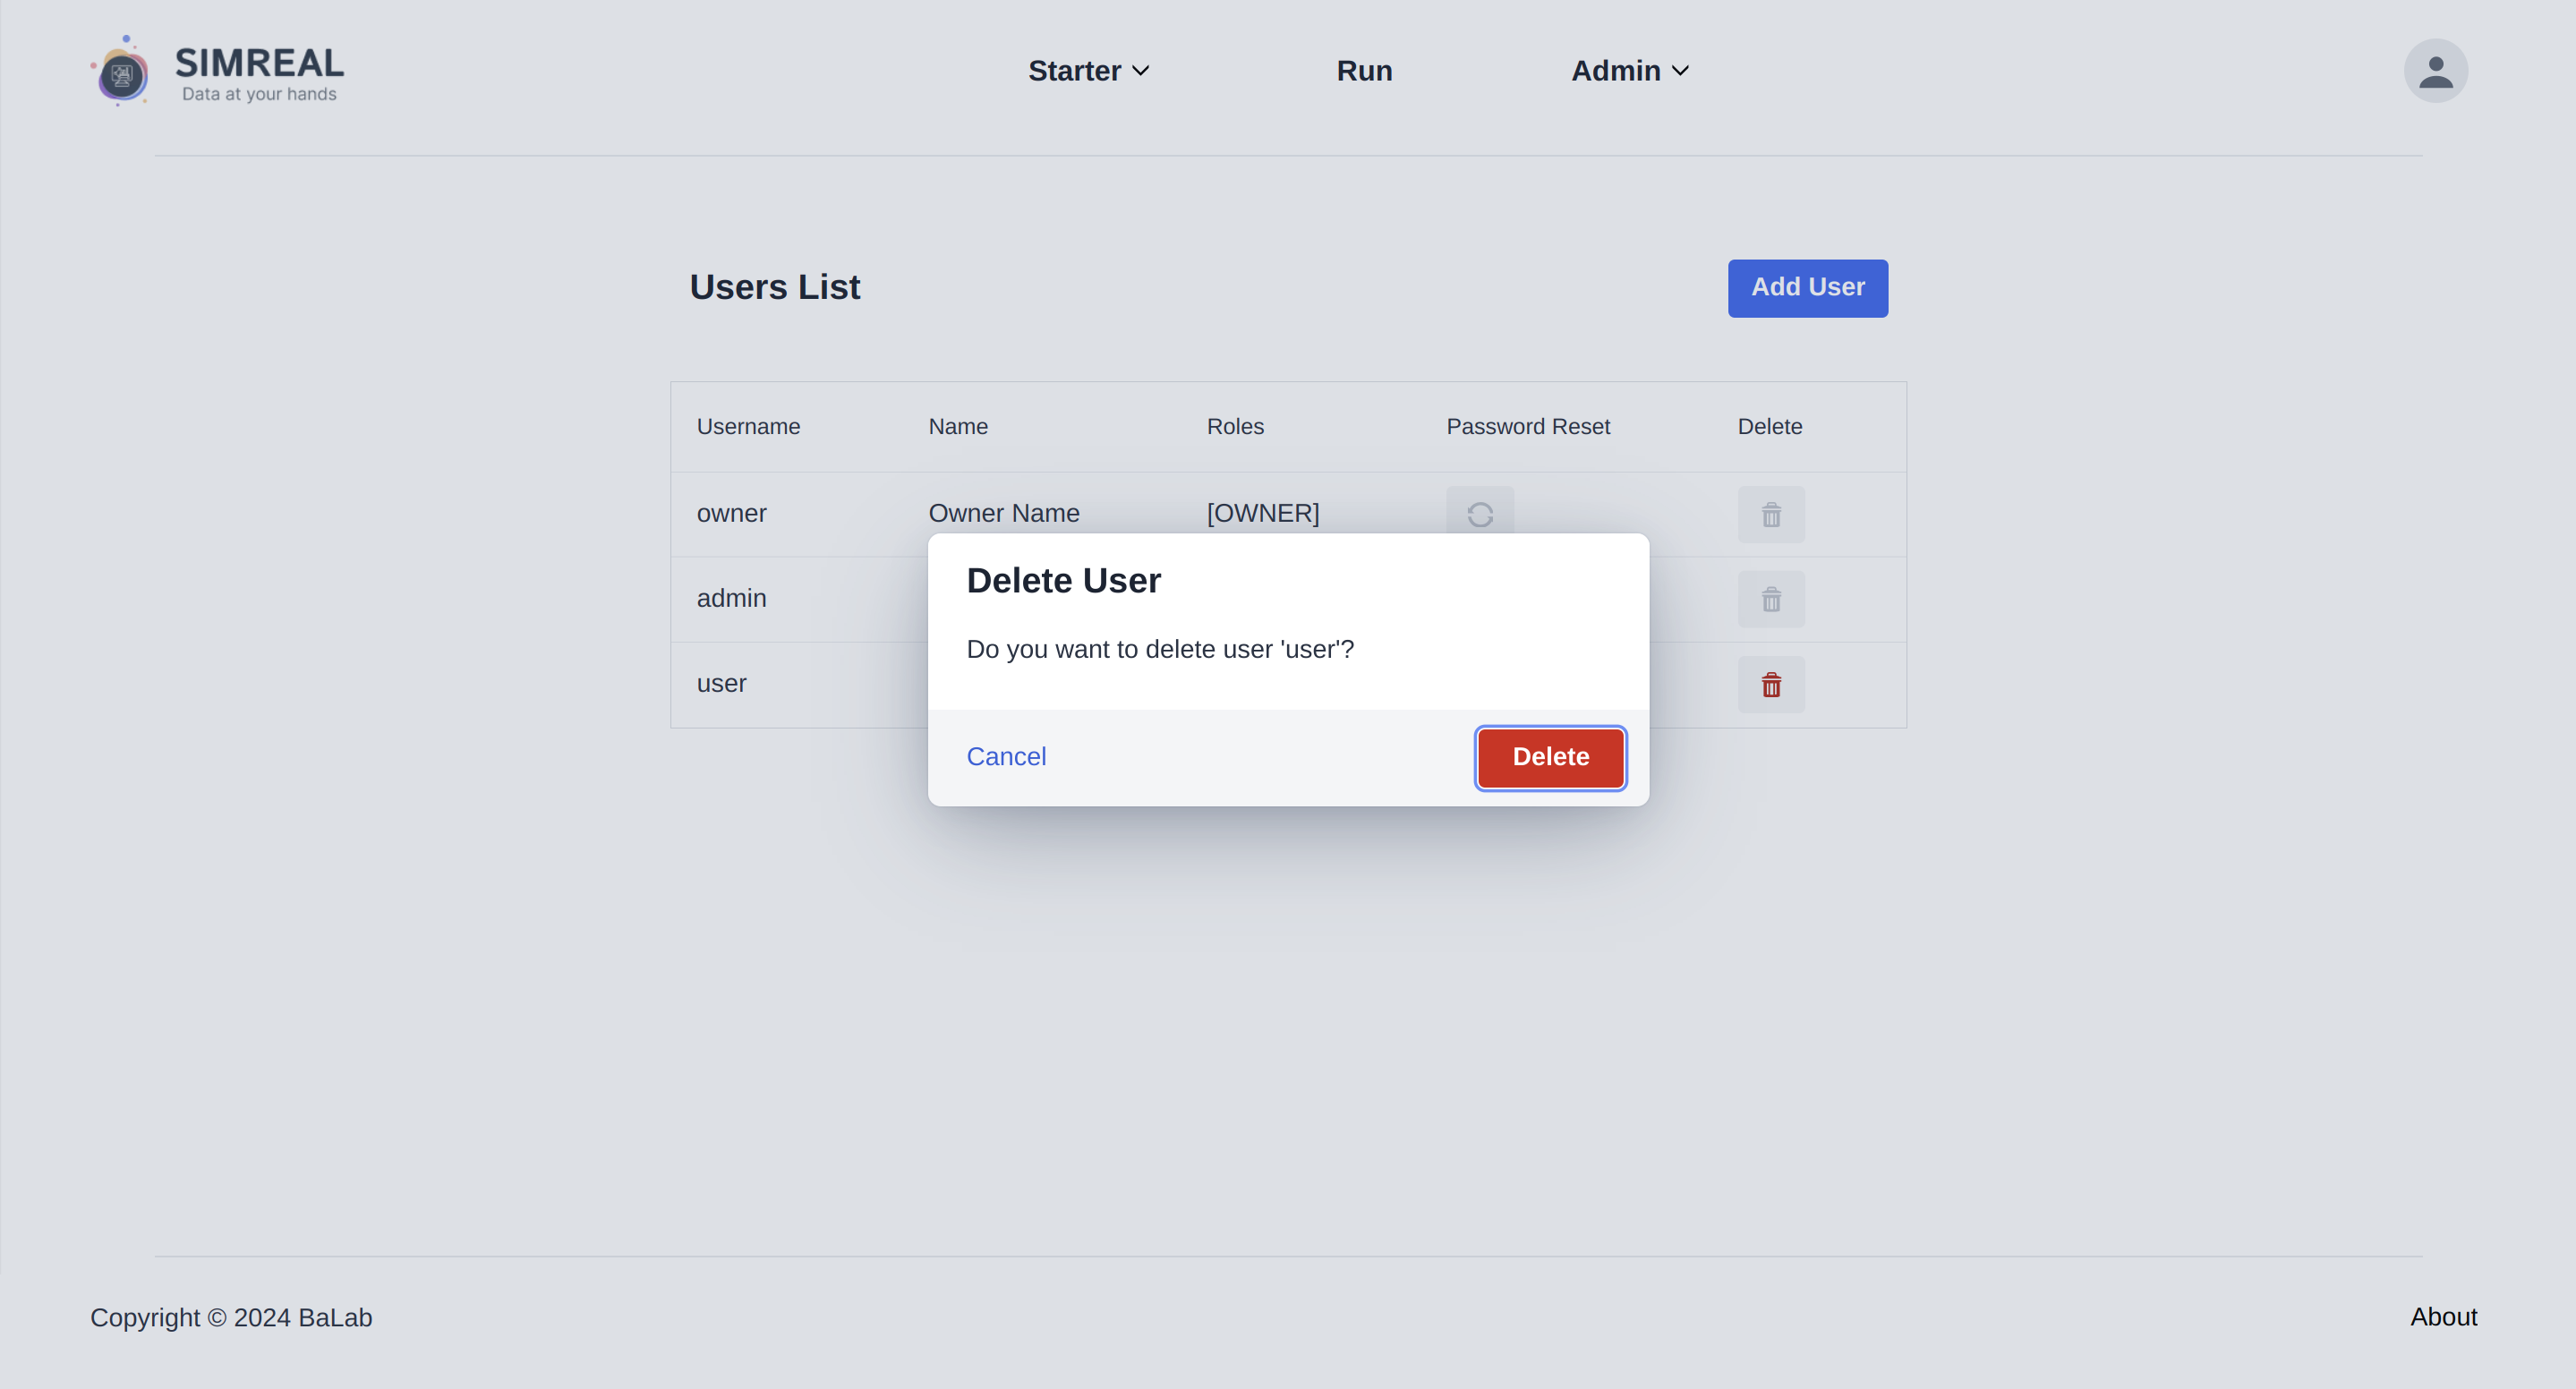 SIMREAL
Data at your hands
Starter
Run
Admin
Users List
Add User
Username Name Roles Password Reset Delete
owner Owner Name [OWNER]
admin
user
Delete User
Do you want to delete user 'user'?
Cancel Delete
Copyright © 2024 BaLab
About